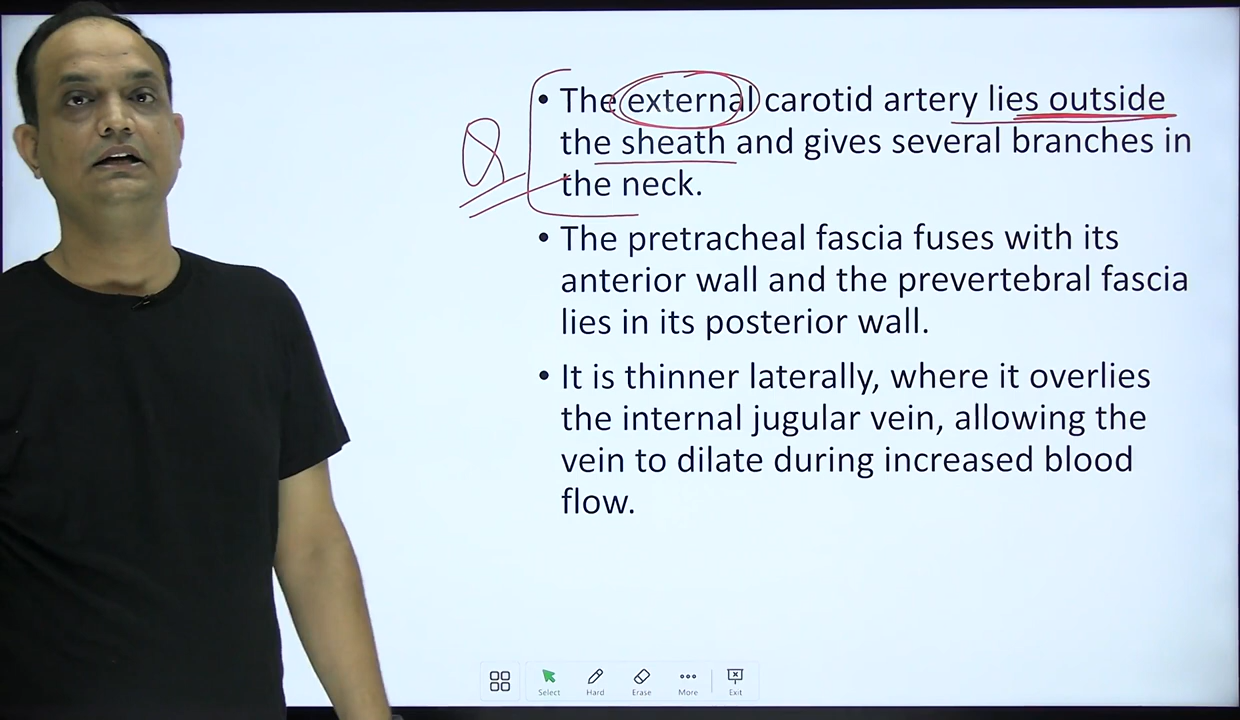 • The external carotid artery lies outside
the sheath and gives several branches in
the neck.
Q
• The pretracheal fascia fuses with its
anterior wall and the prevertebral fascia
lies in its posterior wall.
• It is thinner laterally, where it overlies
the internal jugular vein, allowing the
vein to dilate during increased blood
flow.
Select Hard Erase More Exit